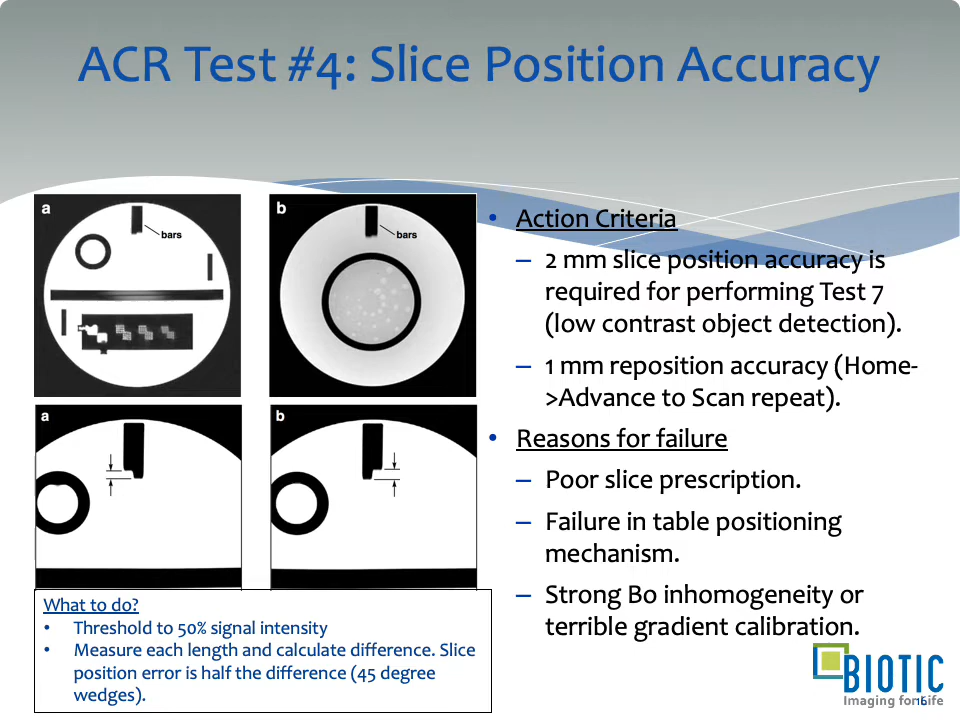 ACR Test #4: Slice Position Accuracy
a
bars
b
bars
a
b
What to do?
• Threshold to 50% signal intensity
• Measure each length and calculate difference. Slice
position error is half the difference (45 degree
wedges).
• Action Criteria
– 2 mm slice position accuracy is
required for performing Test 7
(low contrast object detection).
– 1 mm reposition accuracy (Home-
>Advance to Scan repeat).
• Reasons for failure
– Poor slice prescription.
– Failure in table positioning
mechanism.
– Strong Bo inhomogeneity or
terrible gradient calibration.
BIOTIC
Imaging for Life
16